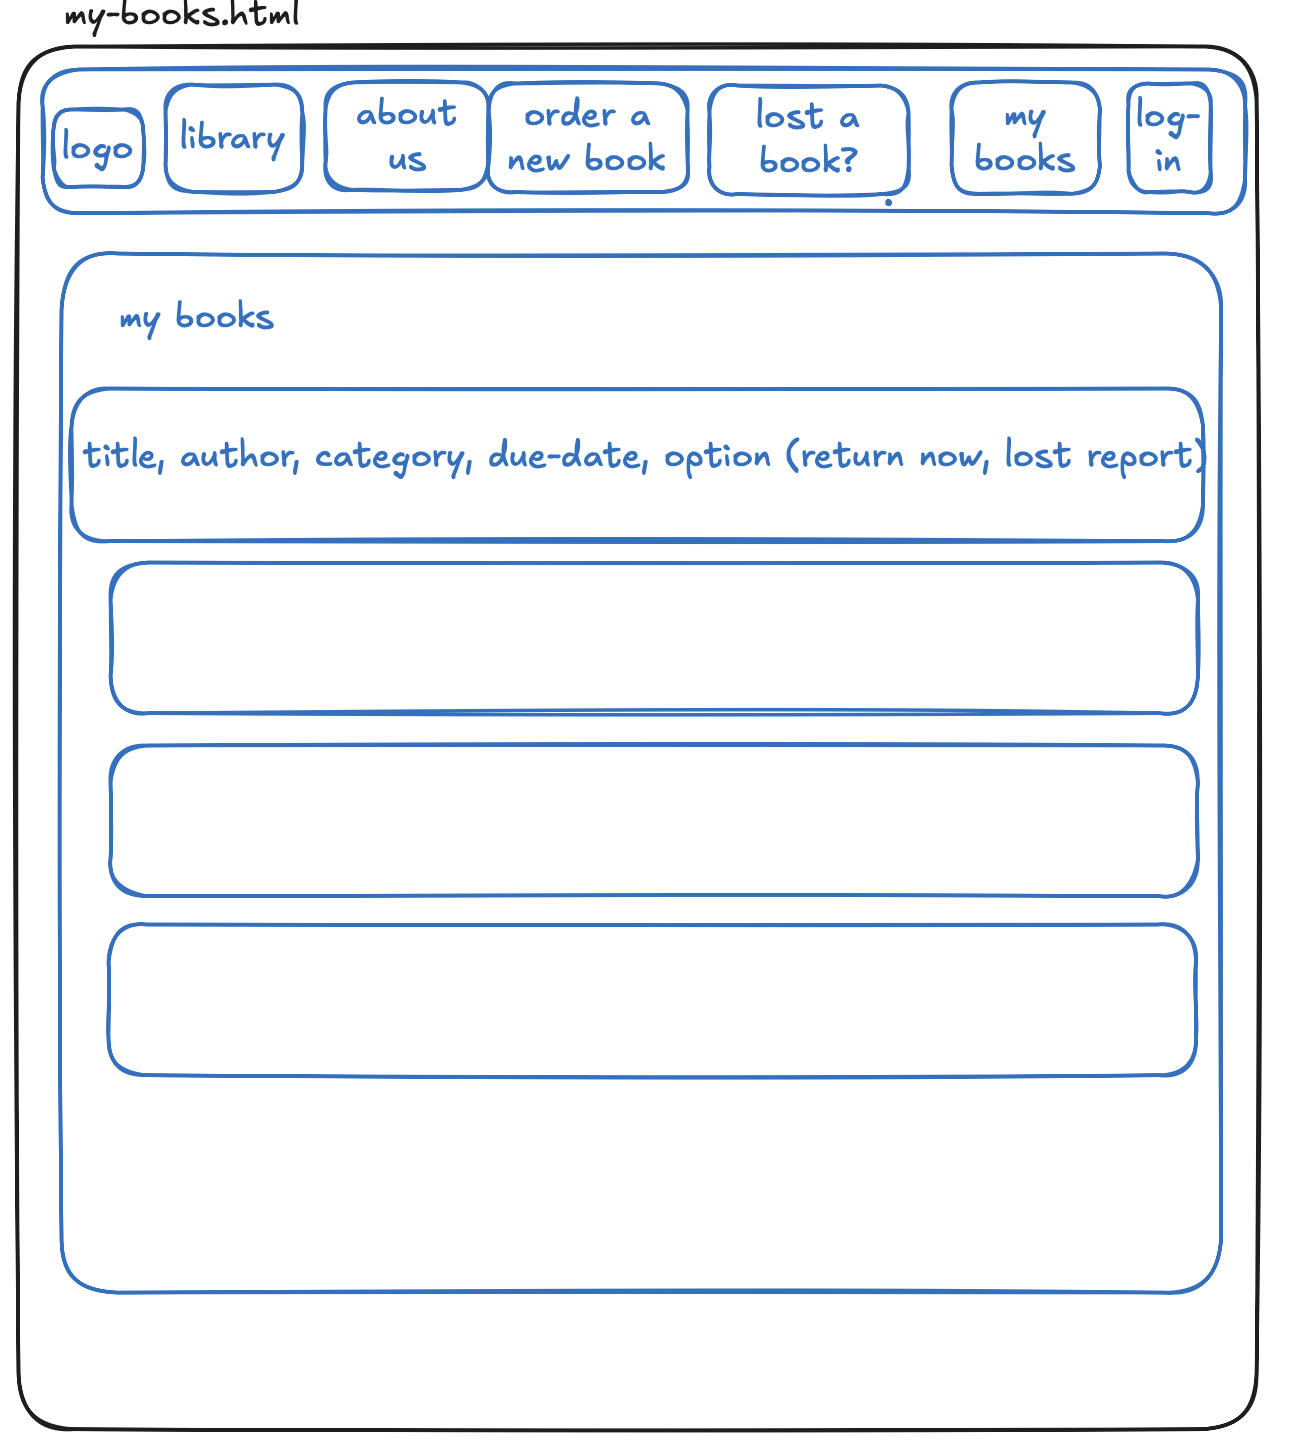 my-books.html
logo
library
about
us
order a
new book
lost a
book?
my
books
log-
in
my books
title, author, category, due-date, option (return now, lost report)